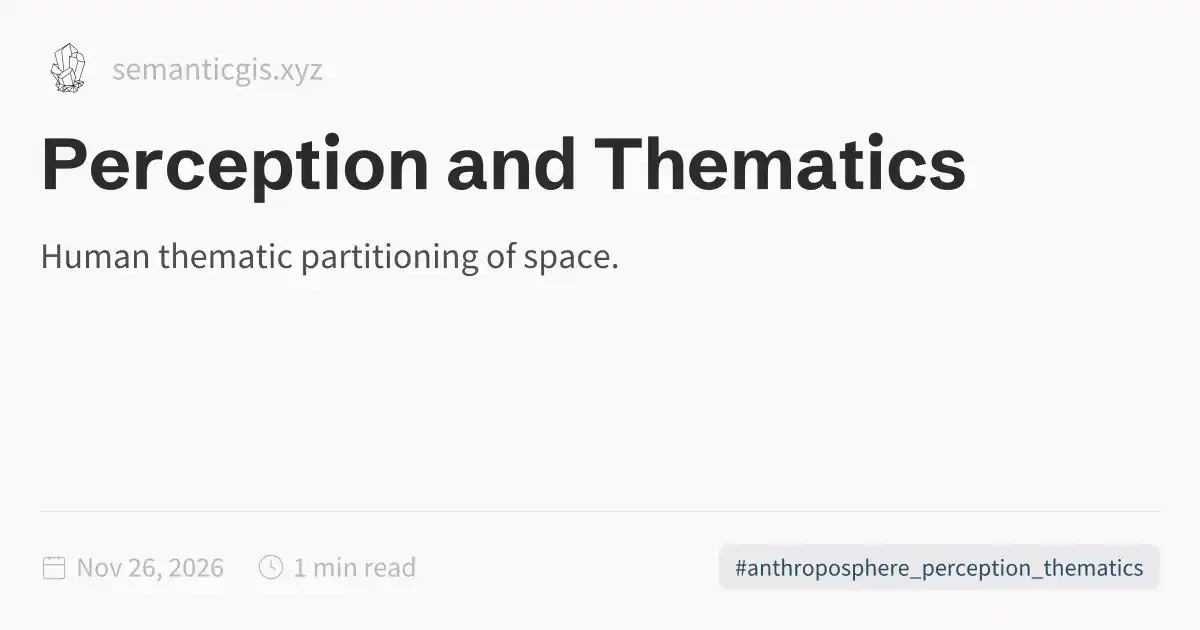 semanticgis.xyz
Perception and Thematics
Human thematic partitioning of space.
Nov 26, 2026 1 min read #anthroposphere_perception_thematics